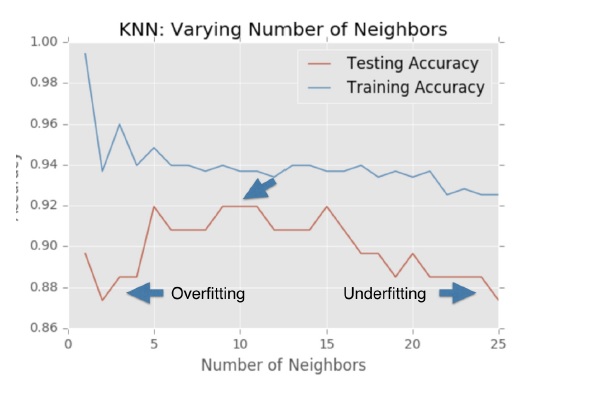 KNN: Varying Number of Neighbors
Testing Accuracy
Training Accuracy
1.00
0.98
0.96
0.94
0.92
0.90
0.88
0.86
Overfitting
Underfitting
0 5 10 15 20 25
Number of Neighbors